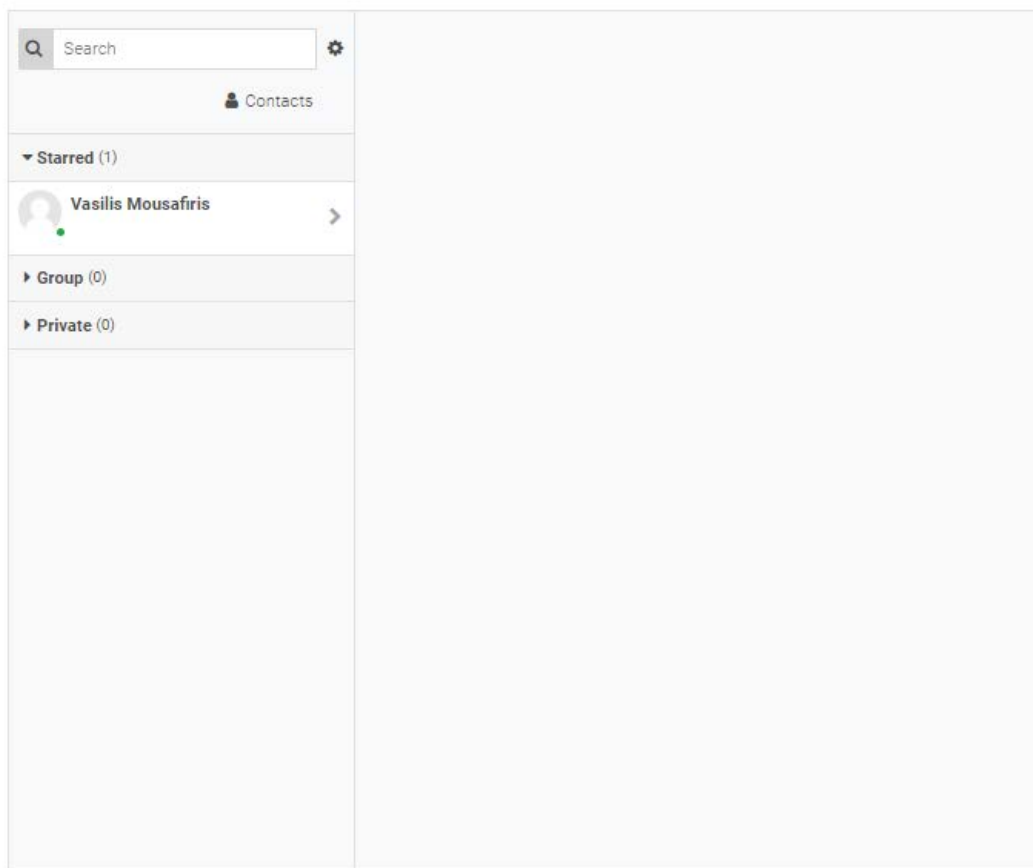 Search
Contacts
Starred (1)
Vasilis Mousafiris
Group (0)
Private (0)